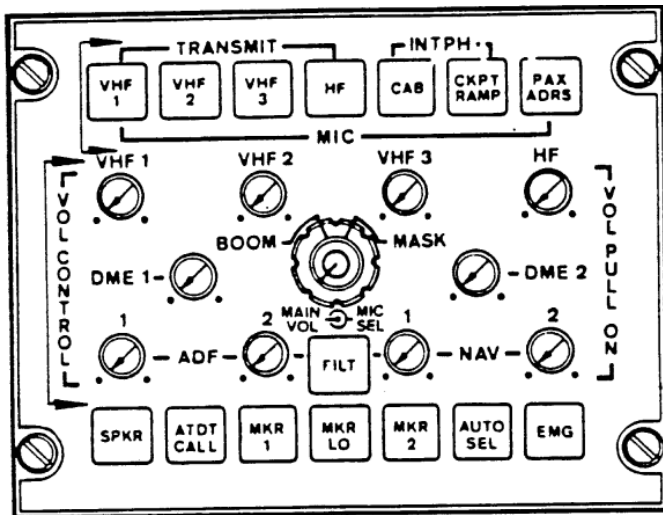 TRANSMIT
INTPH.
VHF 1
VHF 2
VHF 3
HF
CAB
CKPT RAMP
PAX ADRS
MIC
VHF 1
VHF 2
VHF 3
HF
VOL CONTROL
BOOM
MASK
VOL PULL ON
DME 1
DME 2
MAIN VOL
MIC SEL
1
ADF
2
FILT
1
NAV
2
SPKR
ATDT CALL
MKR 1
MKR LO
MKR 2
AUTO SEL
EMG